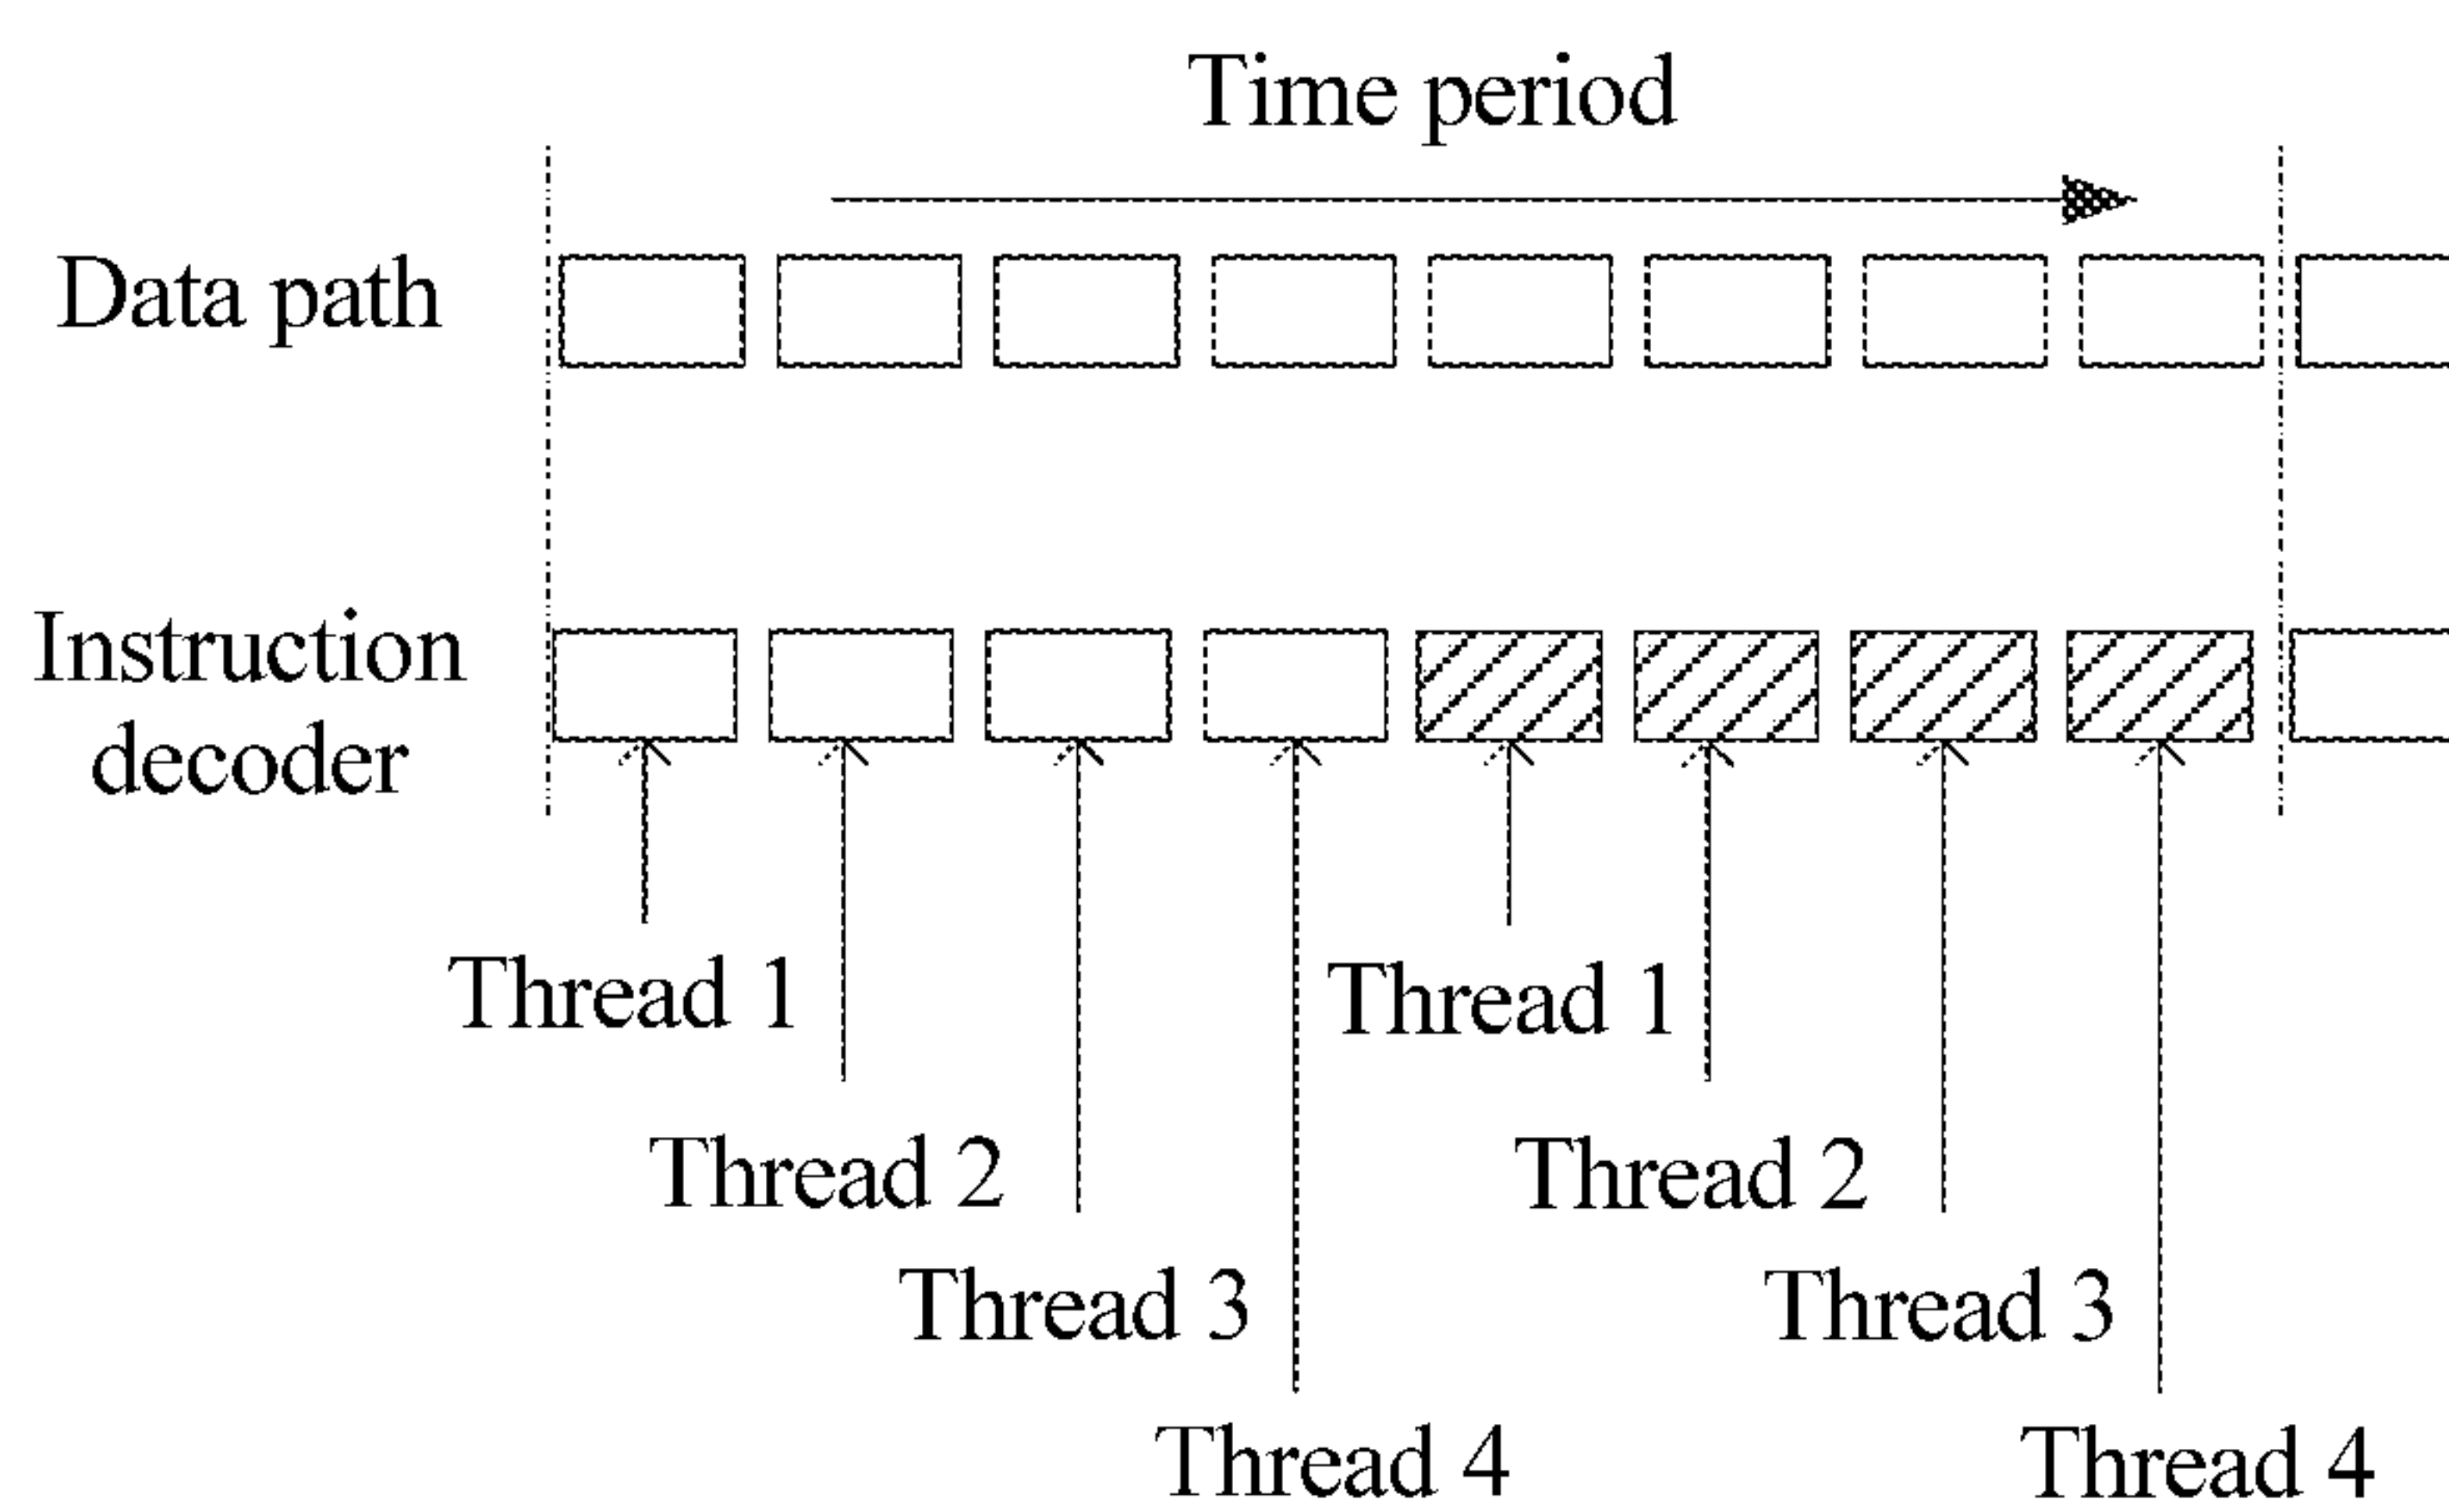 Time period
Data path
Instruction
decoder
Thread 1
Thread 1
Thread 2
Thread 2
Thread 3
Thread 3
Thread 4
Thread 4